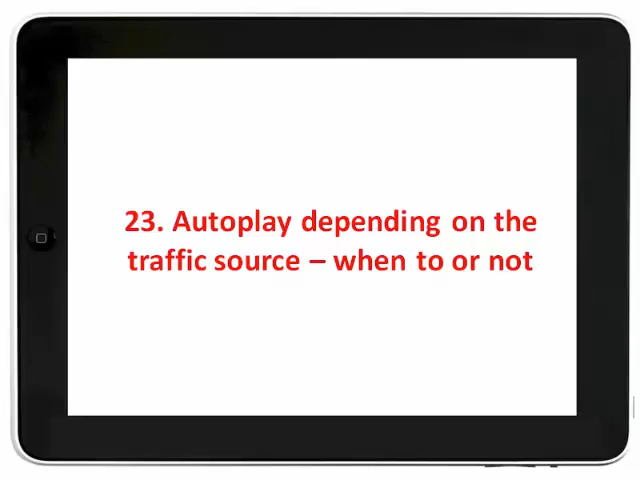 23. Autoplay depending on the
traffic source – when to or not